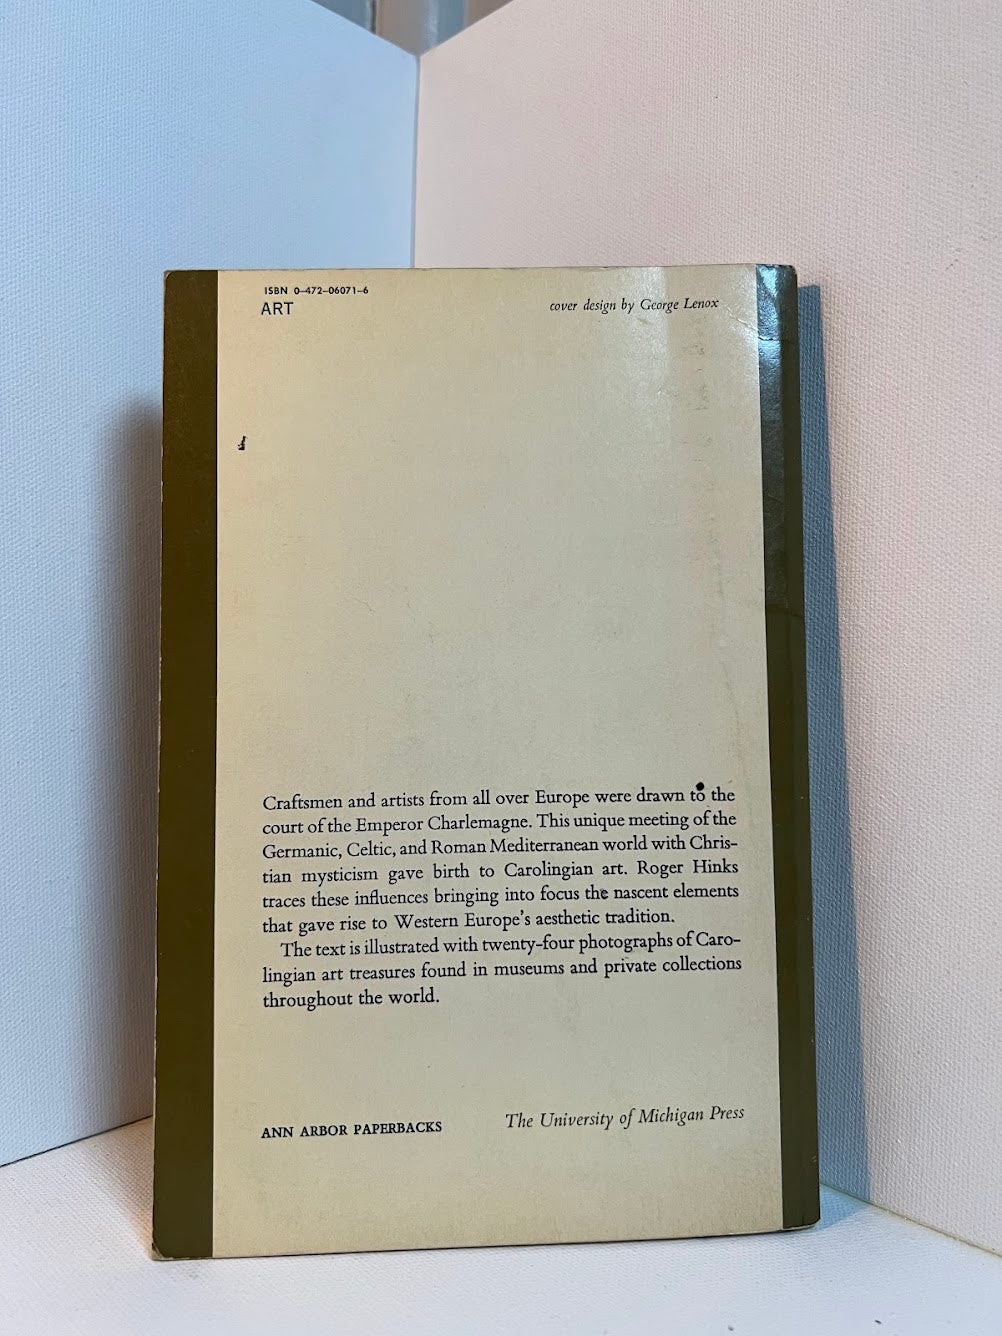 ISBN 0-472-06071-6
ART
cover design by George Lenox
Craftsmen and artists from all over Europe were drawn to the
court of the Emperor Charlemagne. This unique meeting of the
Germanic, Celtic, and Roman Mediterranean world with Chris-
tian mysticism gave birth to Carolingian art. Roger Hinks
traces these influences bringing into focus the nascent elements
that gave rise to Western Europe's aesthetic tradition.
The text is illustrated with twenty-four photographs of Caro-
lingian art treasures found in museums and private collections
throughout the world.
ANN ARBOR PAPERBACKS
The University of Michigan Press